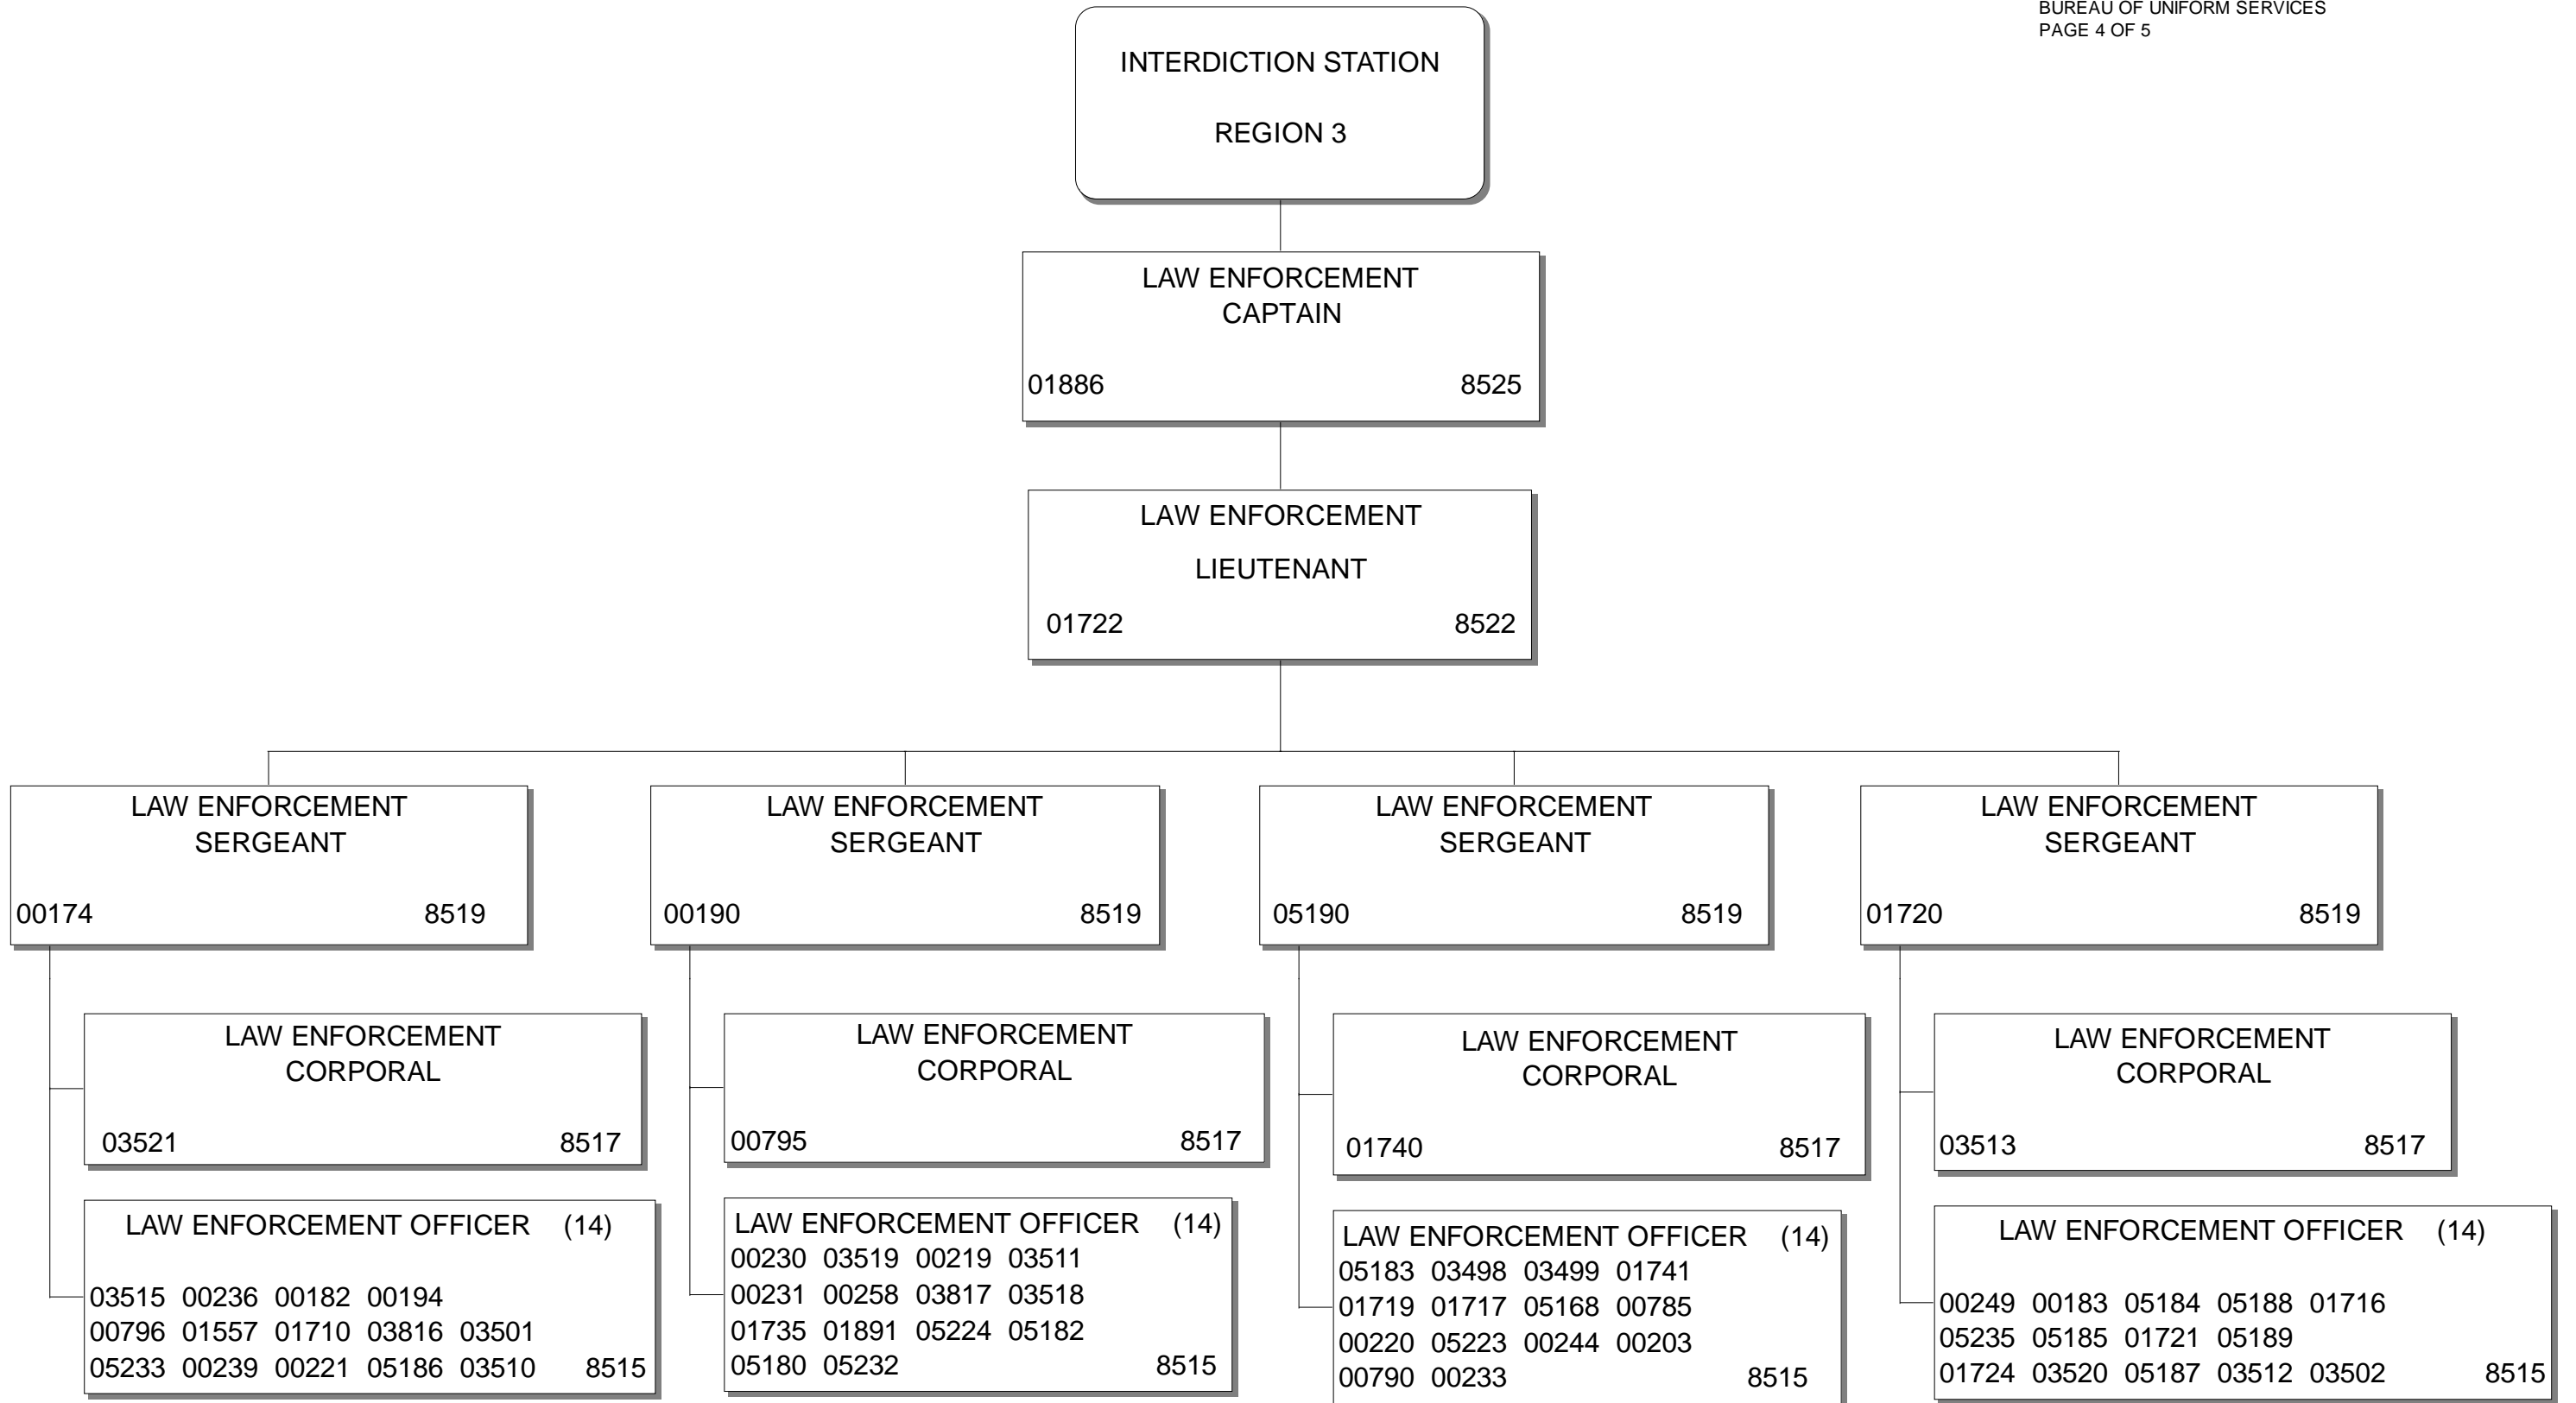 BUREAU OF UNIFORM SERVICES
PAGE 4 OF 5
INTERDICTION STATION
REGION 3
LAW ENFORCEMENT
CAPTAIN
01886 8525
LAW ENFORCEMENT
LIEUTENANT
01722 8522
LAW ENFORCEMENT
SERGEANT
00174 8519
LAW ENFORCEMENT
SERGEANT
00190 8519
LAW ENFORCEMENT
SERGEANT
05190 8519
LAW ENFORCEMENT
SERGEANT
01720 8519
LAW ENFORCEMENT
CORPORAL
03521 8517
LAW ENFORCEMENT
CORPORAL
00795 8517
LAW ENFORCEMENT
CORPORAL
01740 8517
LAW ENFORCEMENT
CORPORAL
03513 8517
LAW ENFORCEMENT OFFICER (14)
03515 00236 00182 00194
00796 01557 01710 03816 03501
05233 00239 00221 05186 03510 8515
LAW ENFORCEMENT OFFICER (14)
00230 03519 00219 03511
00231 00258 03817 03518
01735 01891 05224 05182
05180 05232 8515
LAW ENFORCEMENT OFFICER (14)
05183 03498 03499 01741
01719 01717 05168 00785
00220 05223 00244 00203
00790 00233 8515
LAW ENFORCEMENT OFFICER (14)
00249 00183 05184 05188 01716
05235 05185 01721 05189
01724 03520 05187 03512 03502 8515